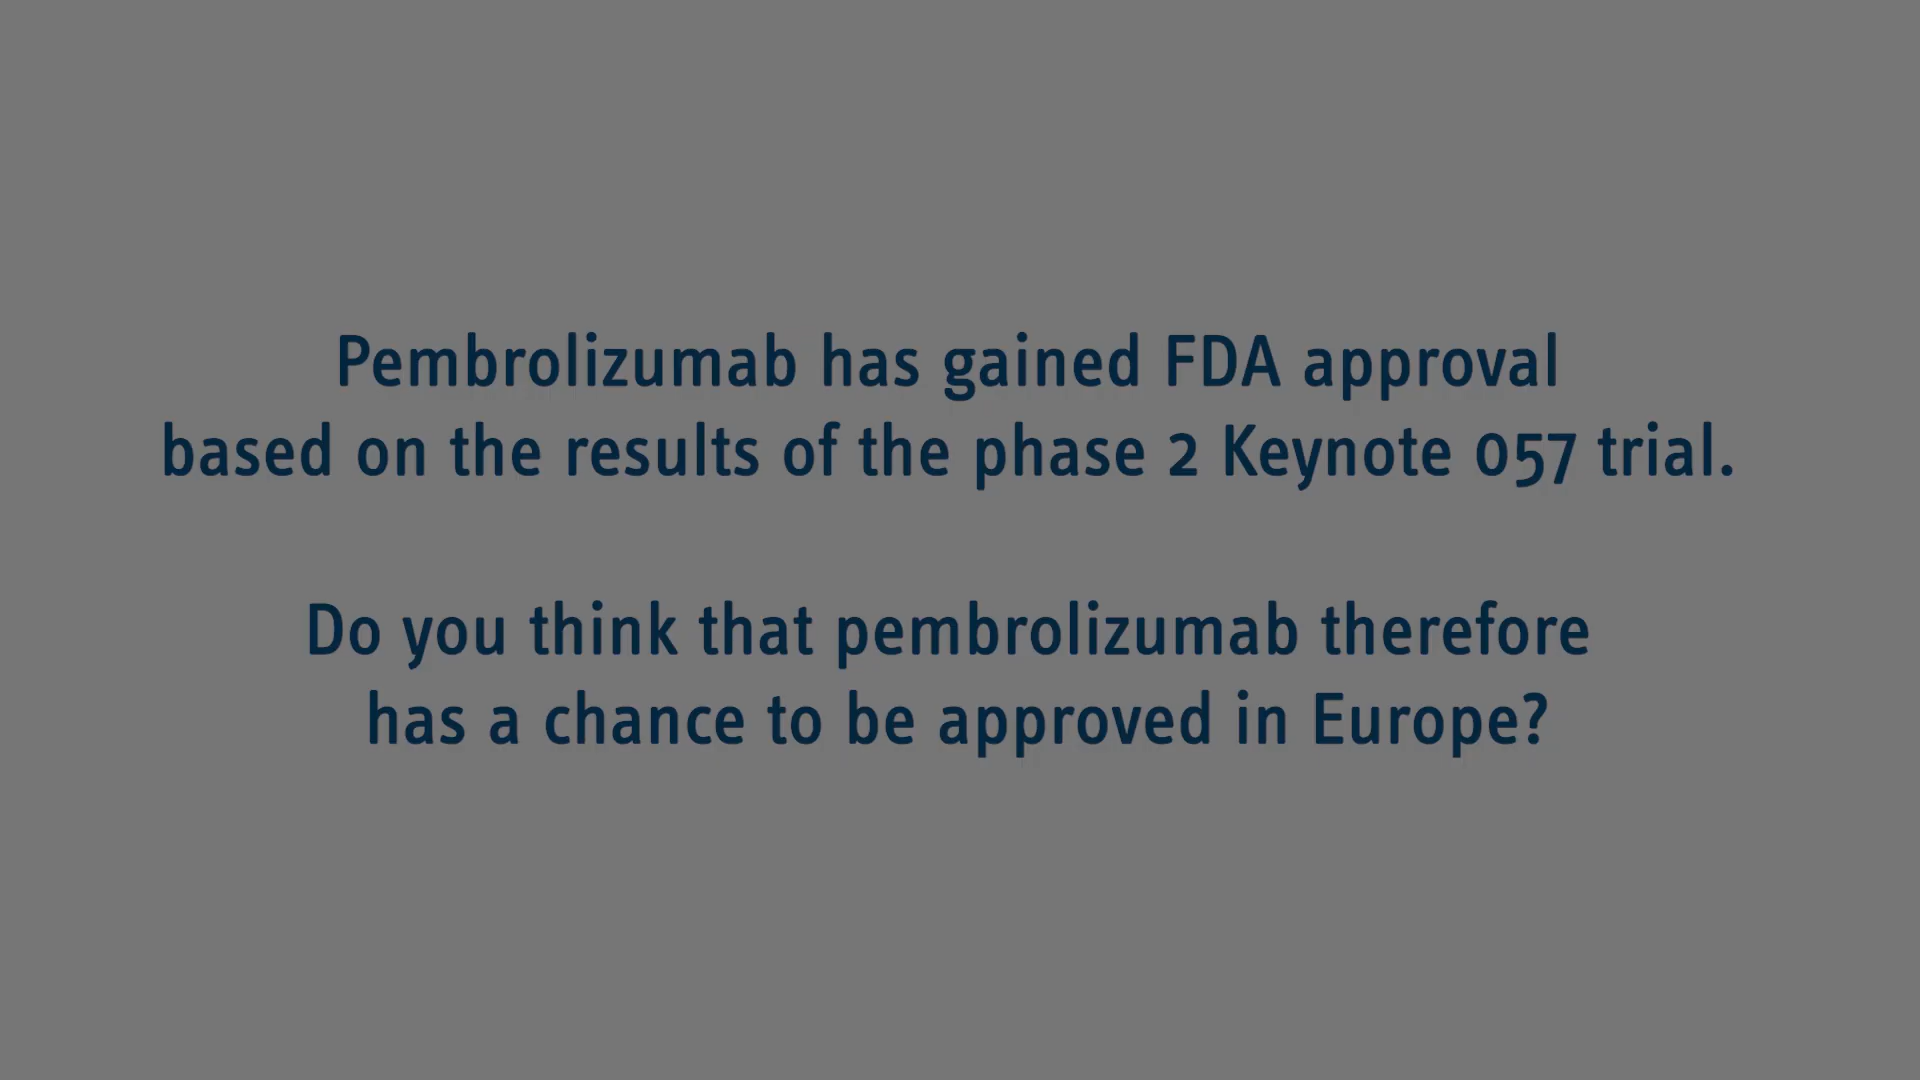 Pembrolizumab has gained FDA approval
based on the results of the phase 2 Keynote 057 trial.
Do you think that pembrolizumab therefore
has a chance to be approved in Europe?